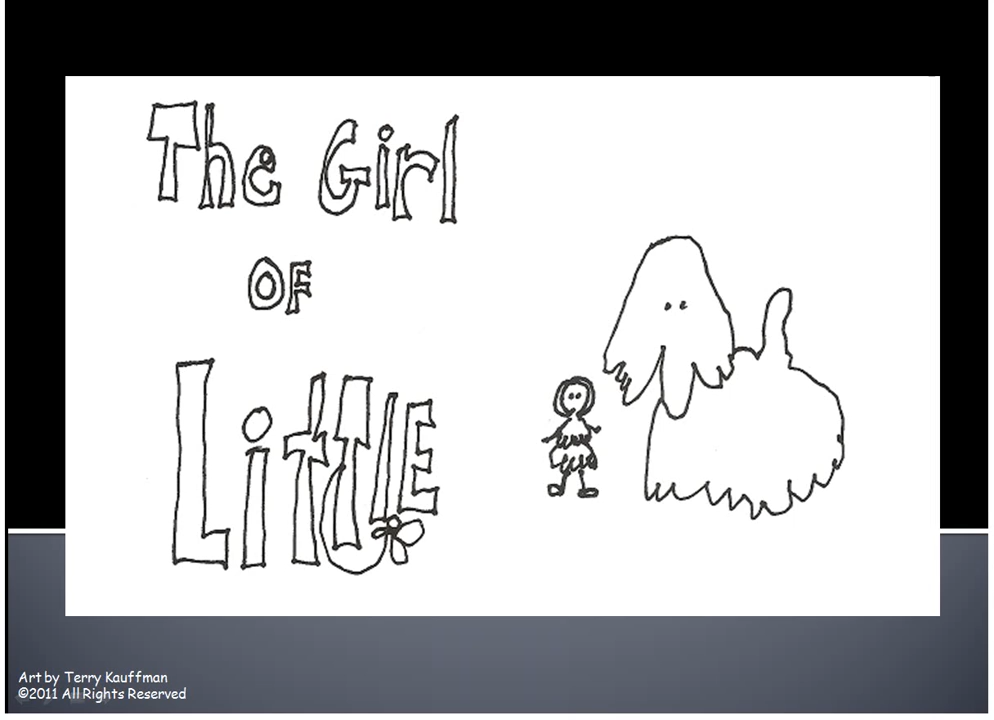 The Girl
OF
LittlE
Art by Terry Kauffman
©2011 All Rights Reserved